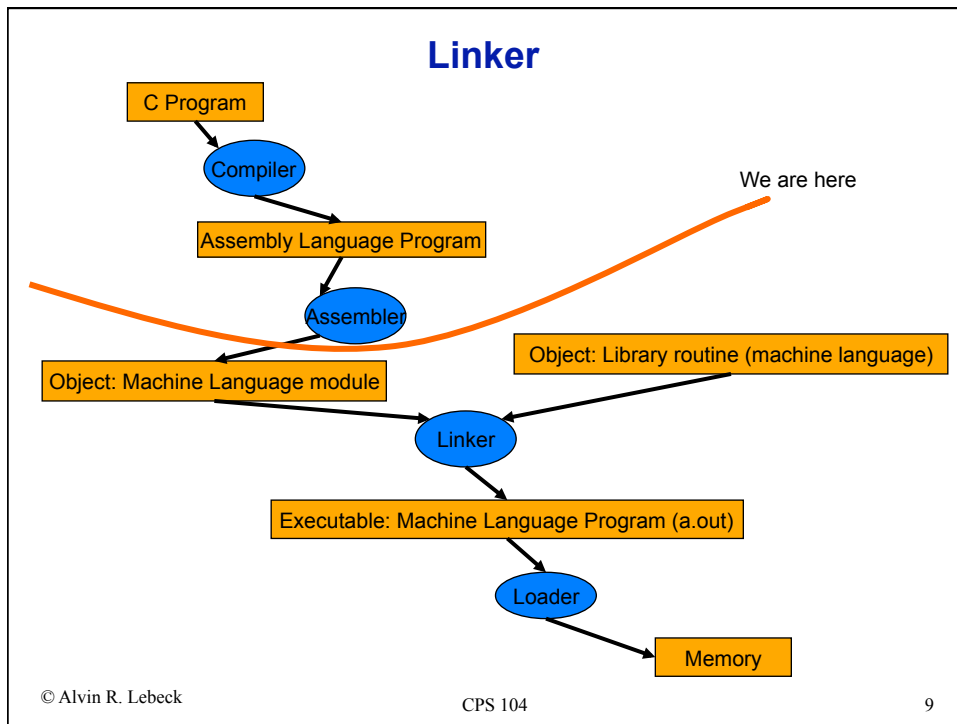 Linker
C Program
Compiler
We are here
Assembly Language Program
Assembler
Object: Library routine (machine language)
Object: Machine Language module
Linker
Executable: Machine Language Program (a.out)
Loader
Memory
© Alvin R. Lebeck
CPS 104
9